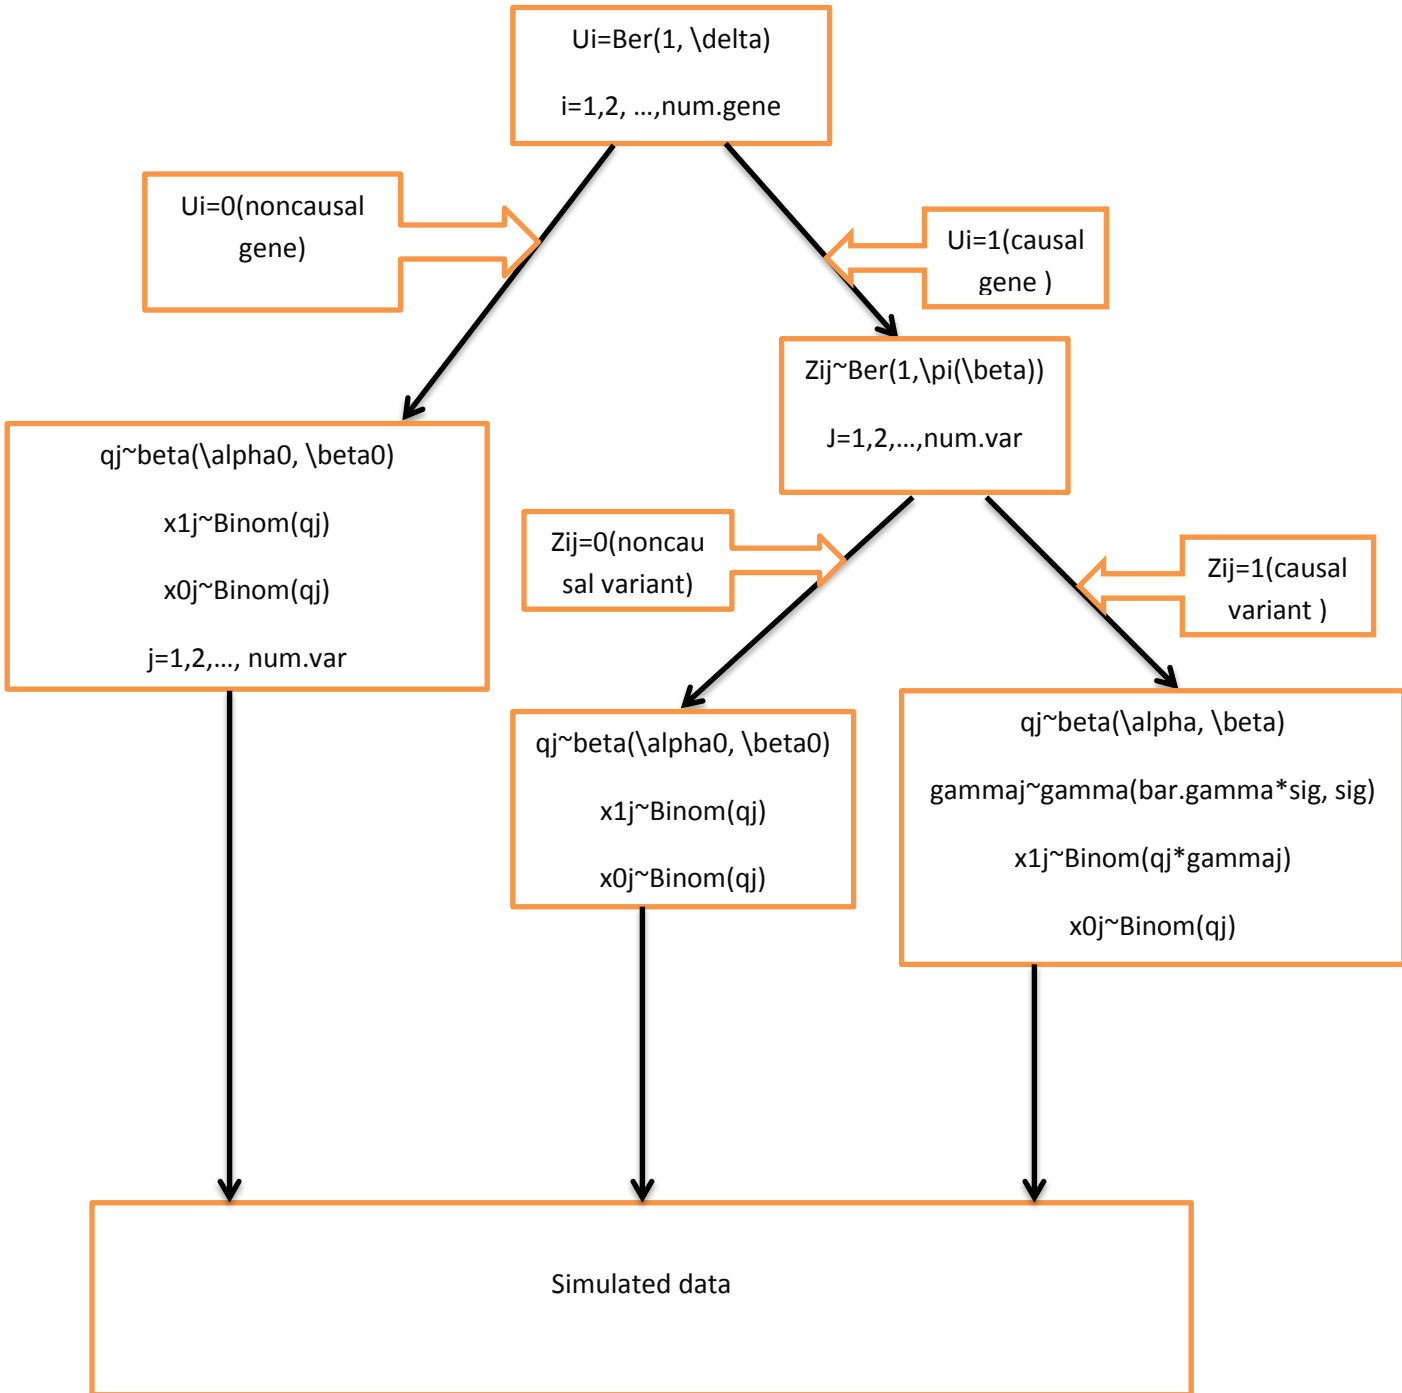 Ui=Ber(1, \delta)
i=1,2, ...,num.gene
Ui=0(noncausal
gene)
Ui=1(causal
gene )
Zij~Ber(1,\pi(\beta))
J=1,2,...,num.var
qj~beta(\alpha0, \beta0)
x1j~Binom(qj)
x0j~Binom(qj)
j=1,2,..., num.var
Zij=0(noncau
sal variant)
Zij=1(causal
variant )
qj~beta(\alpha0, \beta0)
x1j~Binom(qj)
x0j~Binom(qj)
qj~beta(\alpha, \beta)
gammaj~gamma(bar.gamma*sig, sig)
x1j~Binom(qj*gammaj)
x0j~Binom(qj)
Simulated data